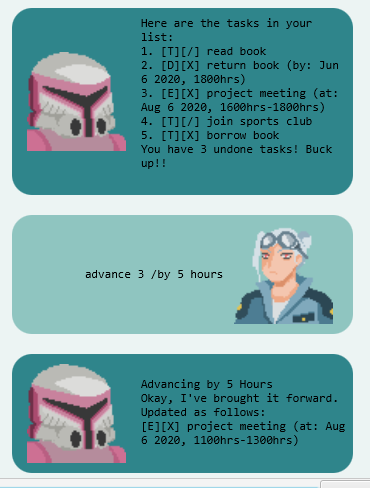 Here are the tasks in your
list:
1. [T][/] read book
2. [D][X] return book (by: Jun
6 2020, 1800hrs)
3. [E][X] project meeting (at:
Aug 6 2020, 1600hrs-1800hrs)
4. [T][/] join sports club
5. [T][X] borrow book
You have 3 undone tasks! Buck
up!!
advance 3 /by 5 hours
Advancing by 5 Hours
Okay, I've brought it forward.
Updated as follows:
[E][X] project meeting (at: Aug
6 2020, 1100hrs-1300hrs)